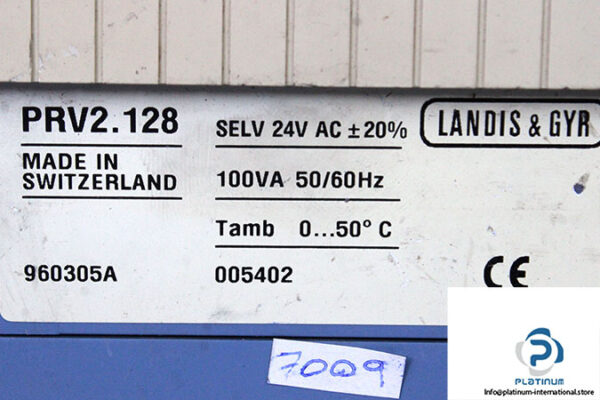 PRV2.128
MADE IN
SWITZERLAND
960305A
SELV 24V AC ±20%
100VA 50/60Hz
Tamb 0...50° C
005402
LANDIS & GYR
CE
7009
PLATINUM
Info@platinum-international.store